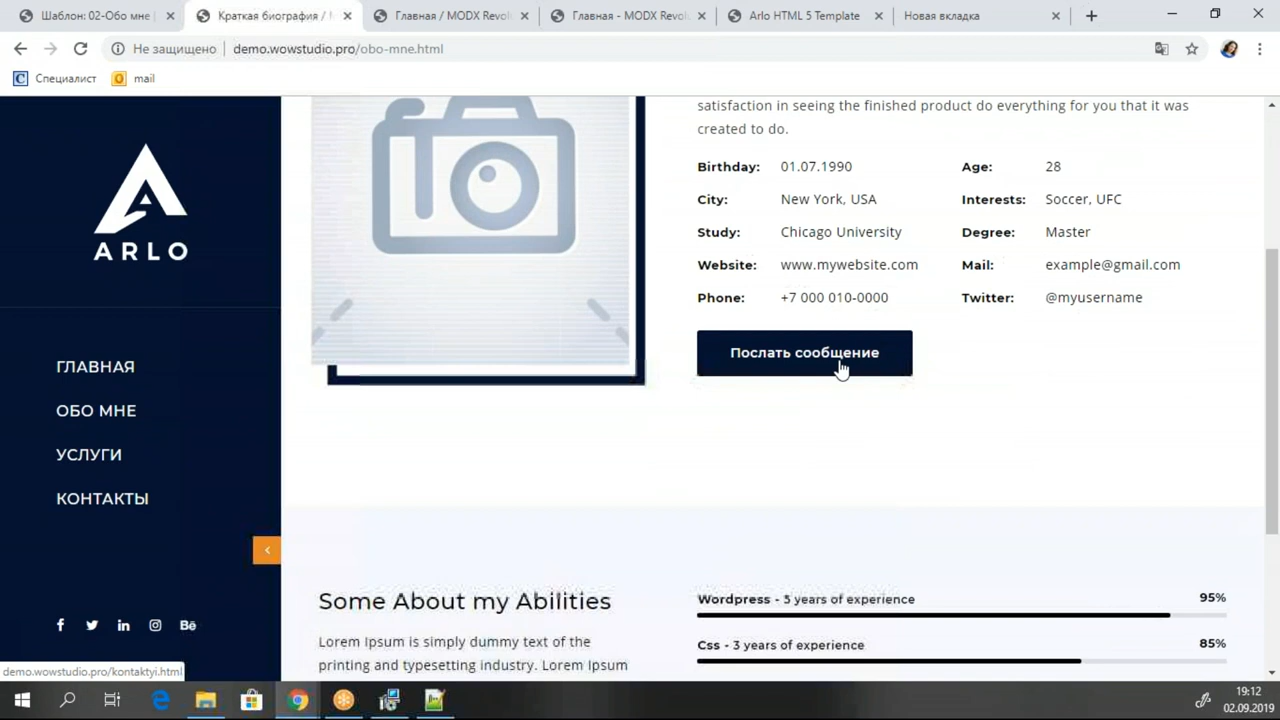 Шаблон: 02-Обо мне |
Краткая биография / M
Главная / MODX Revol
Главная - MODX Revol
Arlo HTML 5 Template
Новая вкладка
Не защищено
demo.wowstudio.pro/obo-mne.html
Специалист
mail
ARLO
ГЛАВНАЯ
ОБО МНЕ
УСЛУГИ
КОНТАКТЫ
Bē
demo.wowstudio.pro/kontaktyi.html
satisfaction in seeing the finished product do everything for you that it was
created to do.
Birthday: 01.07.1990 Age: 28
City: New York, USA Interests: Soccer, UFC
Study: Chicago University Degree: Master
Website: www.mywebsite.com Mail: example@gmail.com
Phone: +7 000 010-0000 Twitter: @myusername
Послать сообщение
Some About my Abilities
Lorem Ipsum is simply dummy text of the
printing and typesetting industry. Lorem Ipsum
Wordpress - 3 years of experience 95%
Css - 3 years of experience 85%
19:12
02.09.2019